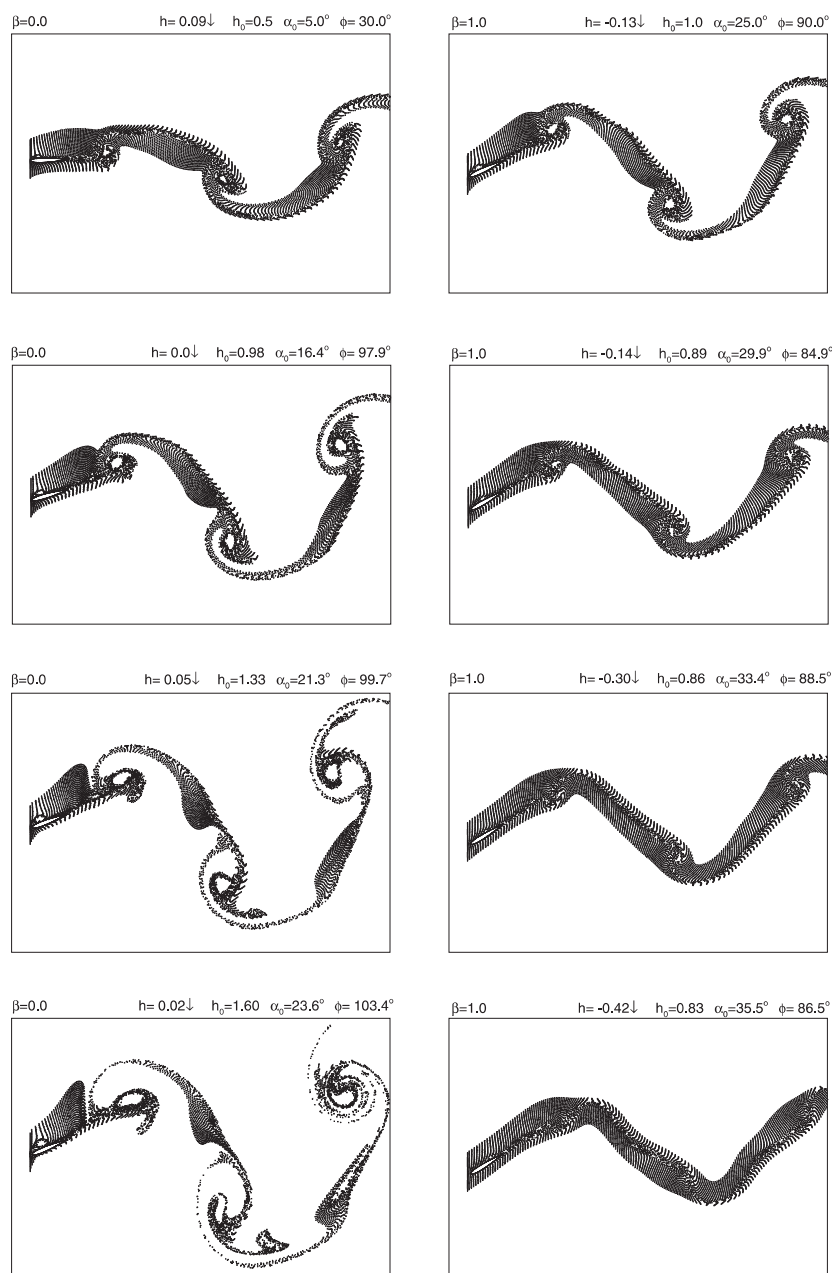 β=0.0 h= 0.09↓ h₀=0.5 α₀=5.0° ϕ= 30.0°
β=1.0 h= -0.13↓ h₀=1.0 α₀=25.0° ϕ= 90.0°
β=0.0 h= 0.0↓ h₀=0.98 α₀=16.4° ϕ= 97.9°
β=1.0 h= -0.14↓ h₀=0.89 α₀=29.9° ϕ= 84.9°
β=0.0 h= 0.05↓ h₀=1.33 α₀=21.3° ϕ= 99.7°
β=1.0 h= -0.30↓ h₀=0.86 α₀=33.4° ϕ= 88.5°
β=0.0 h= 0.02↓ h₀=1.60 α₀=23.6° ϕ= 103.4°
β=1.0 h= -0.42↓ h₀=0.83 α₀=35.5° ϕ= 86.5°